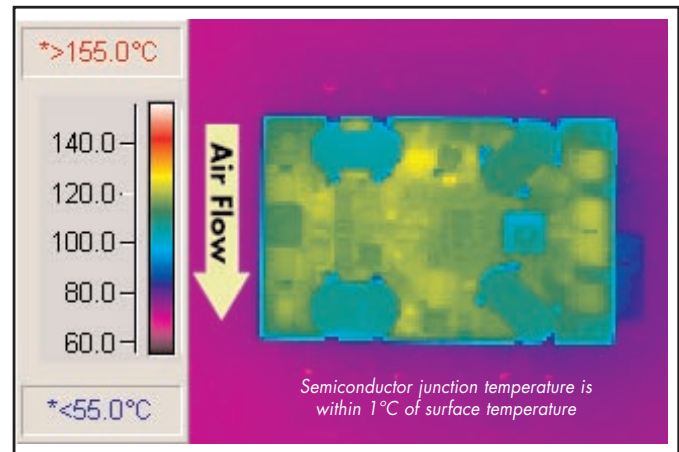 *>155.0°C
140.0
120.0
100.0
80.0
60.0
*<55.0°C
Air Flow
Semiconductor junction temperature is
within 1°C of surface temperature